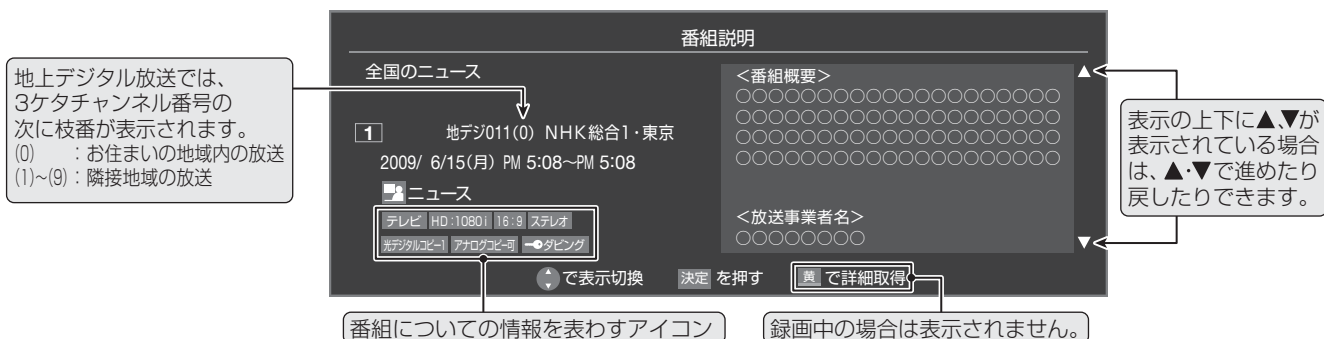 番組説明
地上デジタル放送では、
3ケタチャンネル番号の
次に枝番が表示されます。
(0) :お住まいの地域内の放送
(1)~(9):隣接地域の放送
全国のニュース
1 地デジ011(0) NHK総合1・東京
2009/ 6/15(月) PM 5:08~PM 5:08
ニュース
テレビ HD:1080i 16:9 ステレオ
光デジタルコピー1 アナログコピー可 ダビング
<番組概要>
○○○○○○○○○○○○○○○○○○○○
○○○○○○○○○○○○○○○○○○○○
○○○○○○○○○○○○○○○○○○○○
○○○○○○○○○○○○○○○○○○○○
<放送事業者名>
○○○○○○○○
▲
▼
表示の上下に▲、▼が
表示されている場合
は、▲・▼で進めたり
戻したりできます。
で表示切換 決定 を押す 黄 で詳細取得
番組についての情報を表わすアイコン
録画中の場合は表示されません。